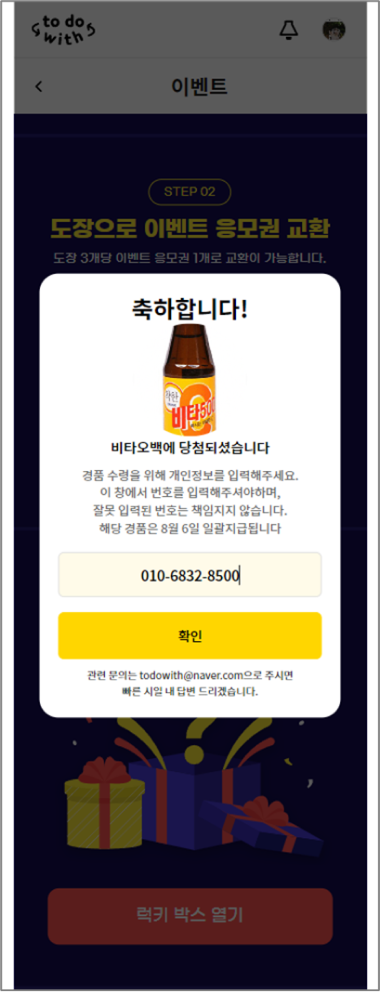 to do
with
이벤트
STEP 02
도장으로 이벤트 응모권 교환
도장 3개당 이벤트 응모권 1개로 교환이 가능합니다.
축하합니다!
비타500
비타오백에 당첨되셨습니다
경품 수령을 위해 개인정보를 입력해주세요.
이 창에서 번호를 입력해주셔야하며,
잘못 입력된 번호는 책임지지 않습니다.
해당 경품은 8월 6일 일괄지급됩니다
010-6832-8500
확인
관련 문의는 todowith@naver.com으로 주시면
빠른 시일 내 답변 드리겠습니다.
럭키 박스 열기